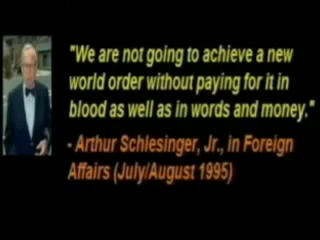 "We are not going to achieve a new
world order without paying for it in
blood as well as in words and money."
- Arthur Schlesinger, Jr., in Foreign
Affairs (July/August 1995)